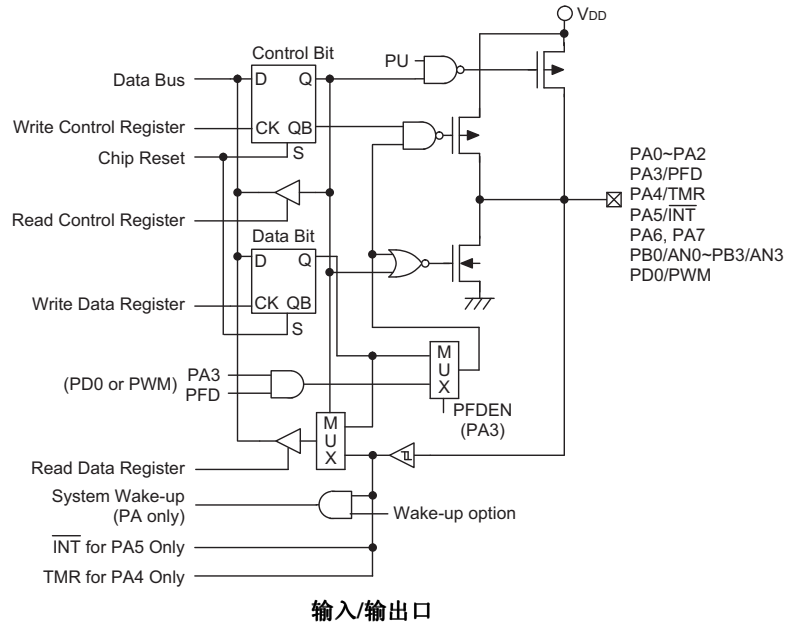 VDD
Control Bit
PU
Data Bus
D Q
Write Control Register
CK QB
Chip Reset
S
Read Control Register
Data Bit
D Q
Write Data Register
CK QB
S
PA0~PA2
PA3/PFD
PA4/TMR
PA5/INT
PA6, PA7
PB0/AN0~PB3/AN3
PD0/PWM
(PD0 or PWM)
PA3
PFD
M
U
X
PFDEN
(PA3)
M
U
X
Read Data Register
System Wake-up
(PA only)
Wake-up option
INT for PA5 Only
TMR for PA4 Only
输入/输出口